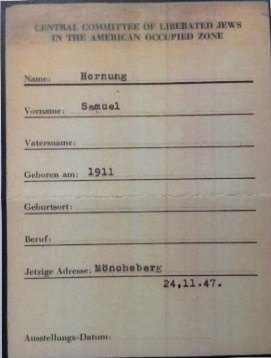 CENTRAL COMMITTEE OF LIBERATED JEWS
IN THE AMERICAN OCCUPIED ZONE
Name: Hornung
Vorname: Samuel
Vatersname:
Geboren am: 1911
Geburtsort:
Beruf:
Jetzige Adresse: Möncheberg
24,11.47.
Ausstellungs-Datum: